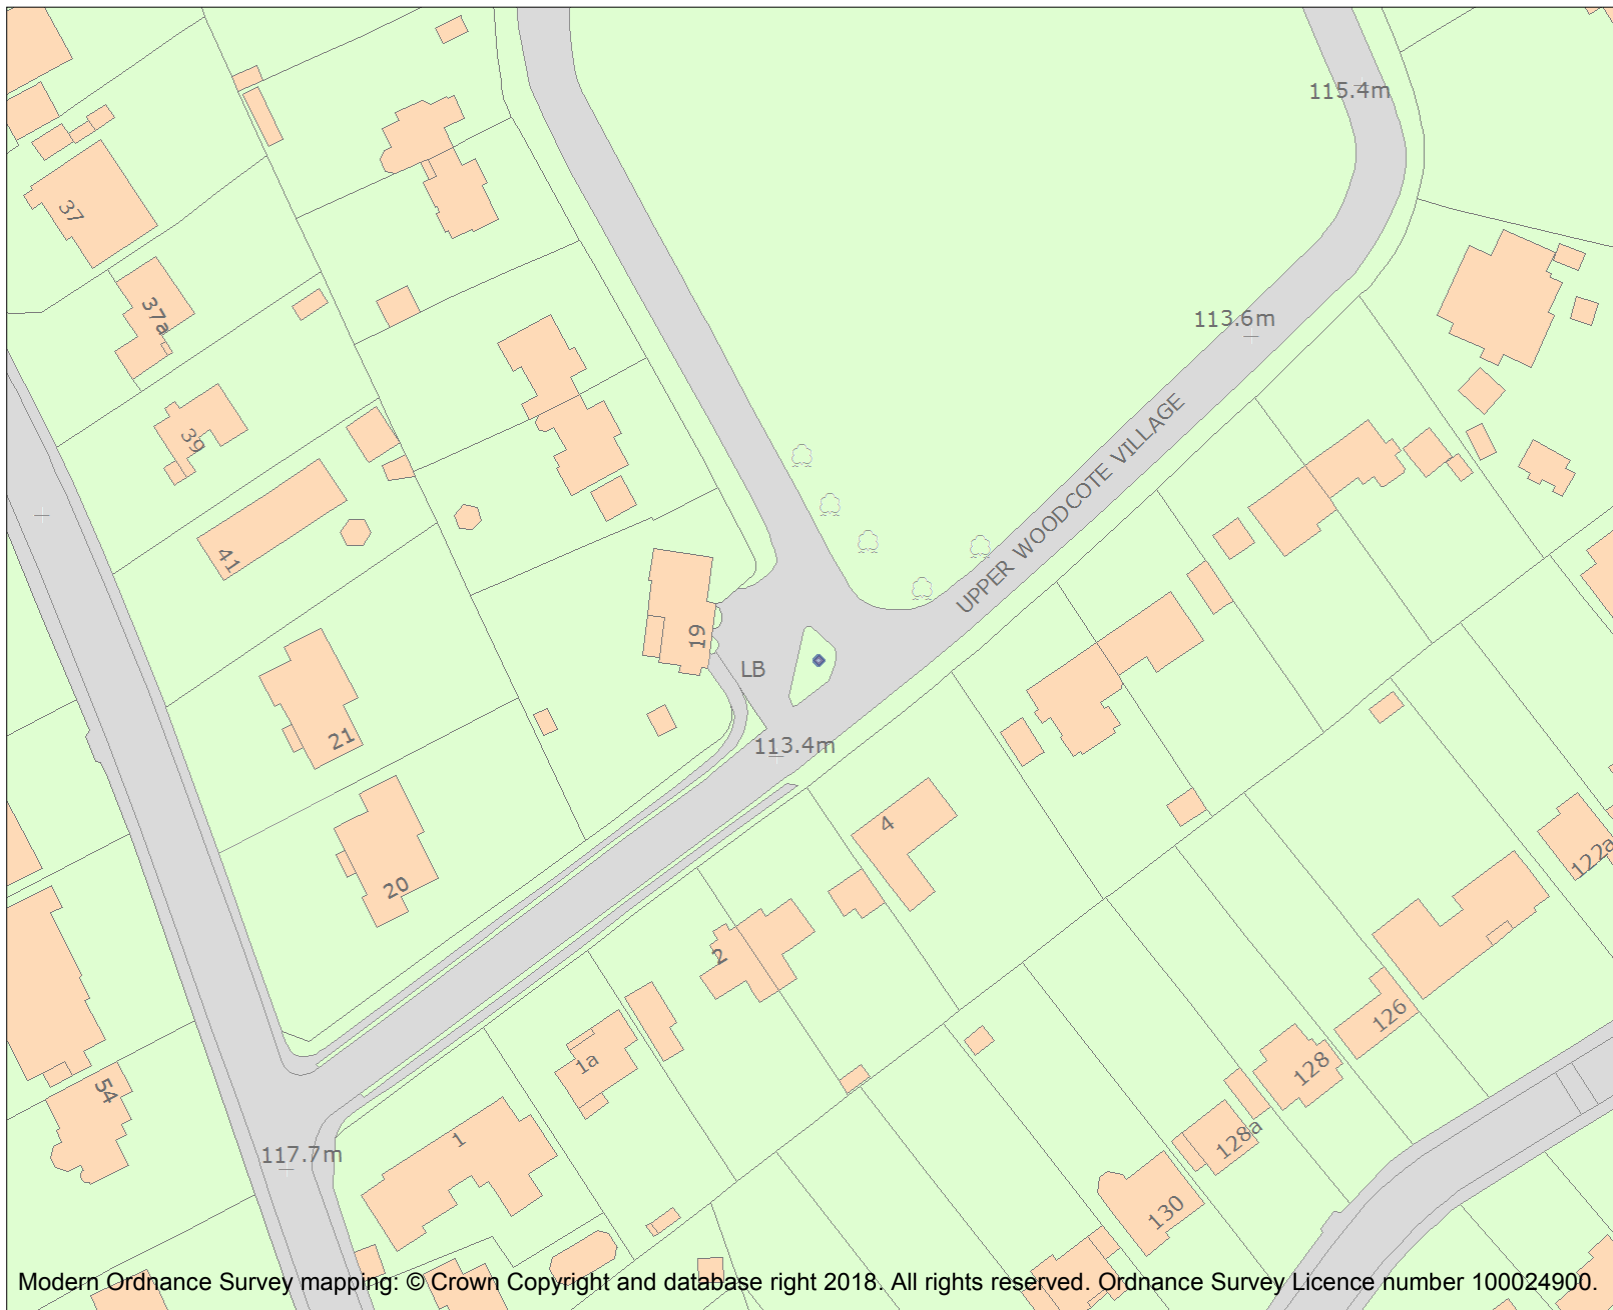 115.4m
37
37a
113.6m
39
UPPER WOODCOTE VILLAGE
41
19
LB
21
113.4m
4
122a
20
2
126
1a
128
54
128a
1
117.7m
130
Modern Ordnance Survey mapping: © Crown Copyright and database right 2018. All rights reserved. Ordnance Survey Licence number 100024900.